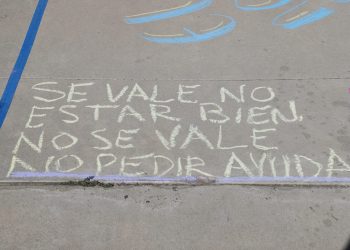 SE VALE NO
ESTAR BIEN,
NO SE VALE
NO PEDIR AYUDA